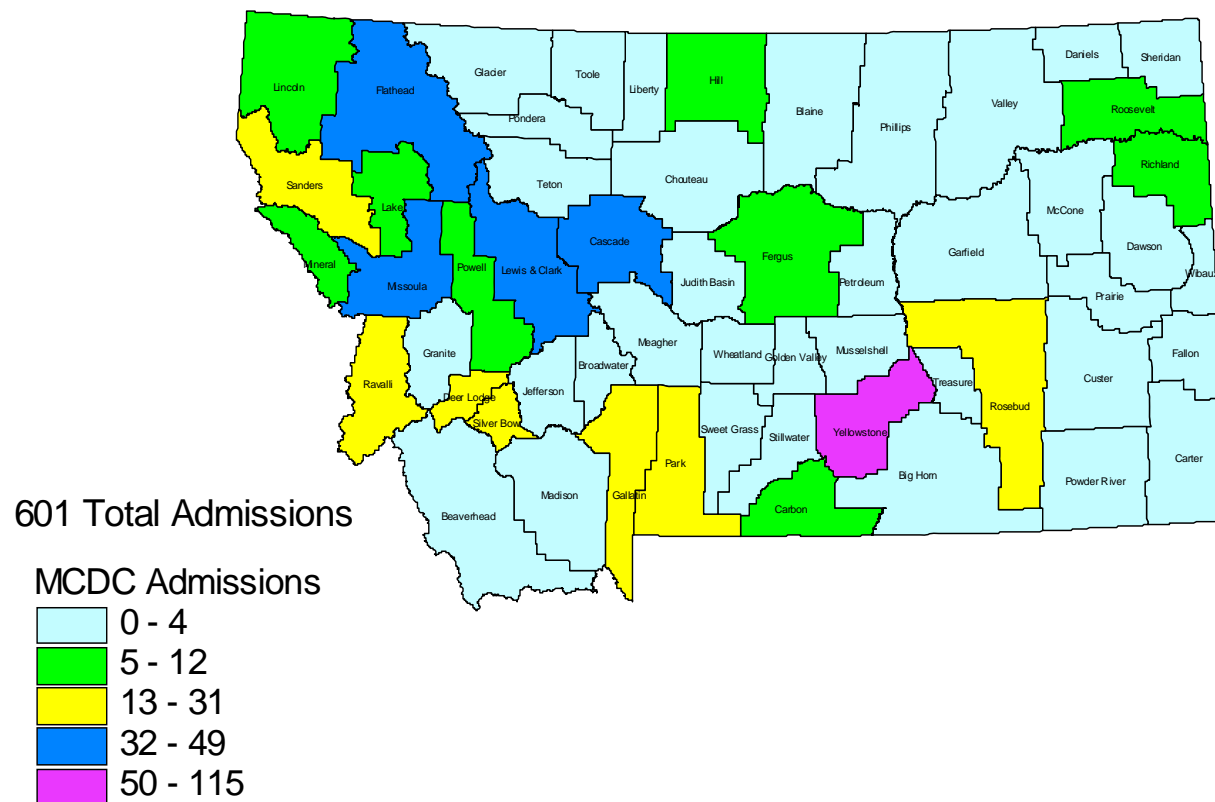 Daniels
Sheridan
Glacier
Toole
Liberty
Hill
Lincoln
Flathead
Blaine
Valley
Roosevelt
Pondera
Phillips
Richland
Sanders
Teton
Chouteau
Lake
McCone
Cascade
Dawson
Mineral
Powell
Lewis & Clark
Fergus
Garfield
Wibaux
Missoula
Judith Basin
Petroleum
Prairie
Meagher
Granite
Wheatland
Golden Valley
Musselshell
Fallon
Broadwater
Ravalli
Jefferson
Treasure
Custer
Deer Lodge
Rosebud
Silver Bow
Sweet Grass
Stillwater
Yellowstone
Park
Carter
Big Horn
Powder River
Madison
Gallatin
Beaverhead
Carbon
601 Total Admissions
MCDC Admissions
0 - 4
5 - 12
13 - 31
32 - 49
50 - 115